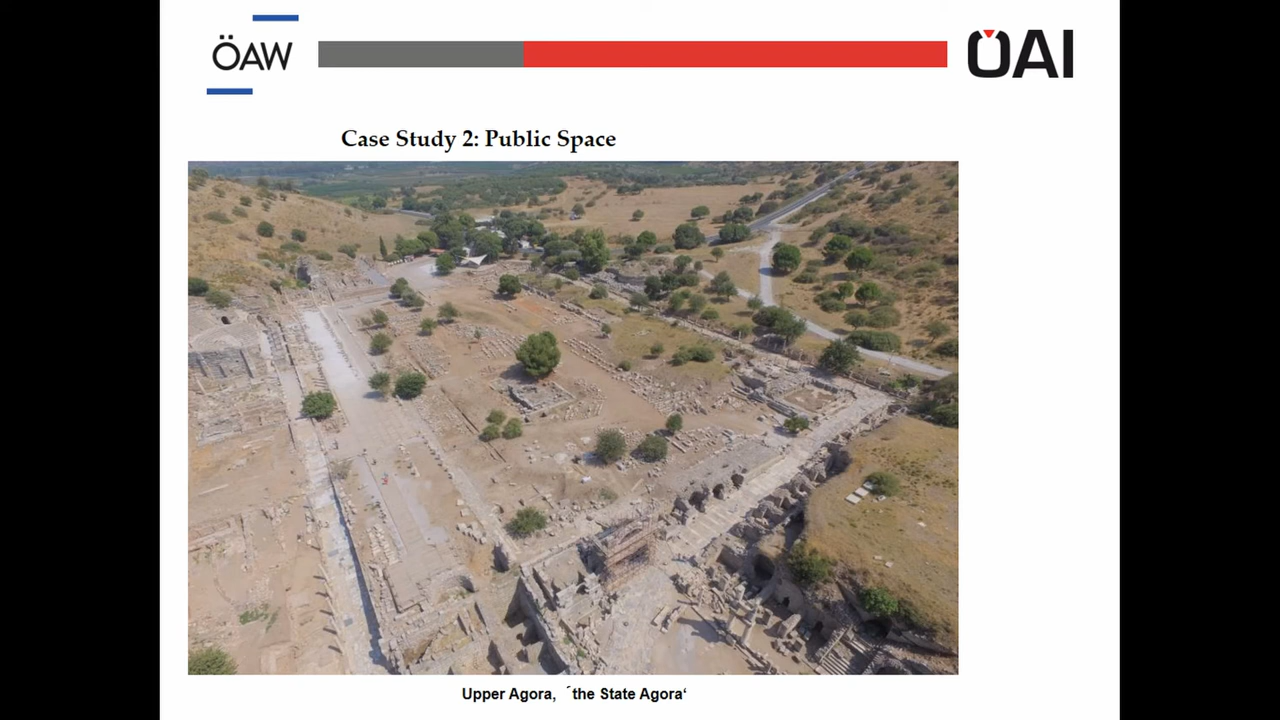 ÖAW
ÖAI
Case Study 2: Public Space
Upper Agora, ´the State Agora‘